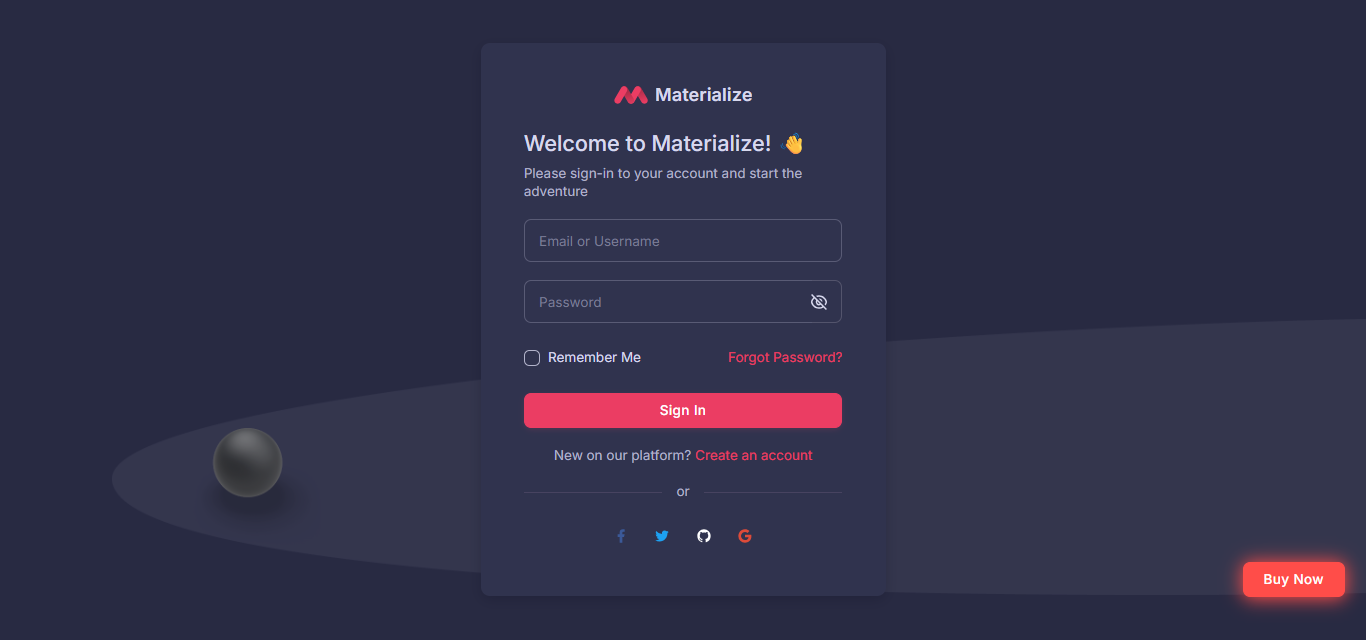 Materialize
Welcome to Materialize! 👋
Please sign-in to your account and start the
adventure
Email or Username
Password
Remember Me
Forgot Password?
Sign In
New on our platform? Create an account
or
Buy Now